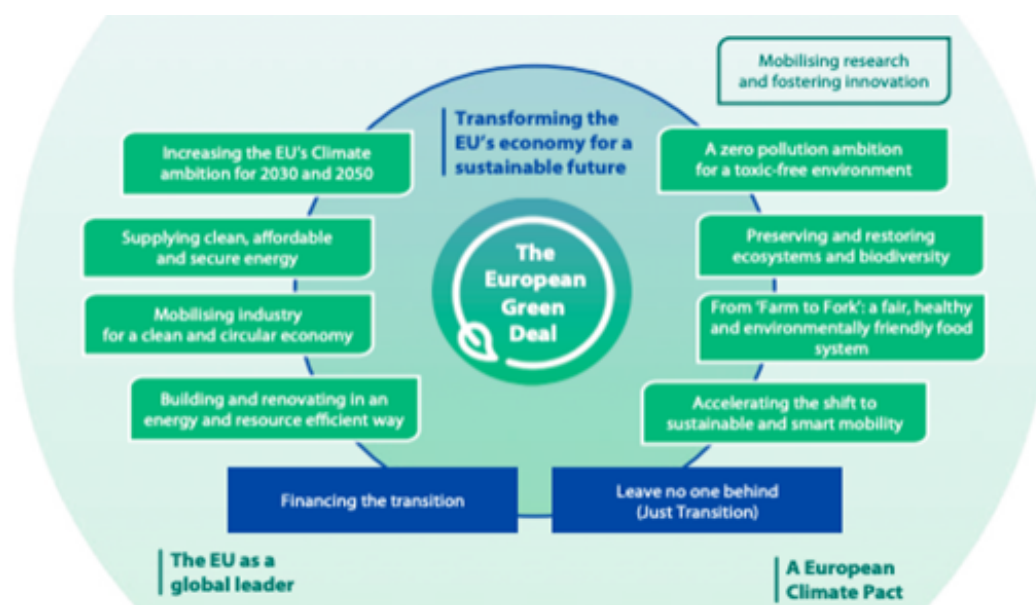 Mobilising research
and fostering innovation
Transforming the
EU's economy for a
sustainable future
Increasing the EU's Climate
ambition for 2030 and 2050
A zero pollution ambition
for a toxic-free environment
Supplying clean, affordable
and secure energy
Preserving and restoring
ecosystems and biodiversity
The
European
Green
Deal
Mobilising industry
for a clean and circular economy
From 'Farm to Fork': a fair, healthy
and environmentally friendly food
system
Building and renovating in an
energy and resource efficient way
Accelerating the shift to
sustainable and smart mobility
Financing the transition
Leave no one behind
(Just Transition)
The EU as a
global leader
A European
Climate Pact